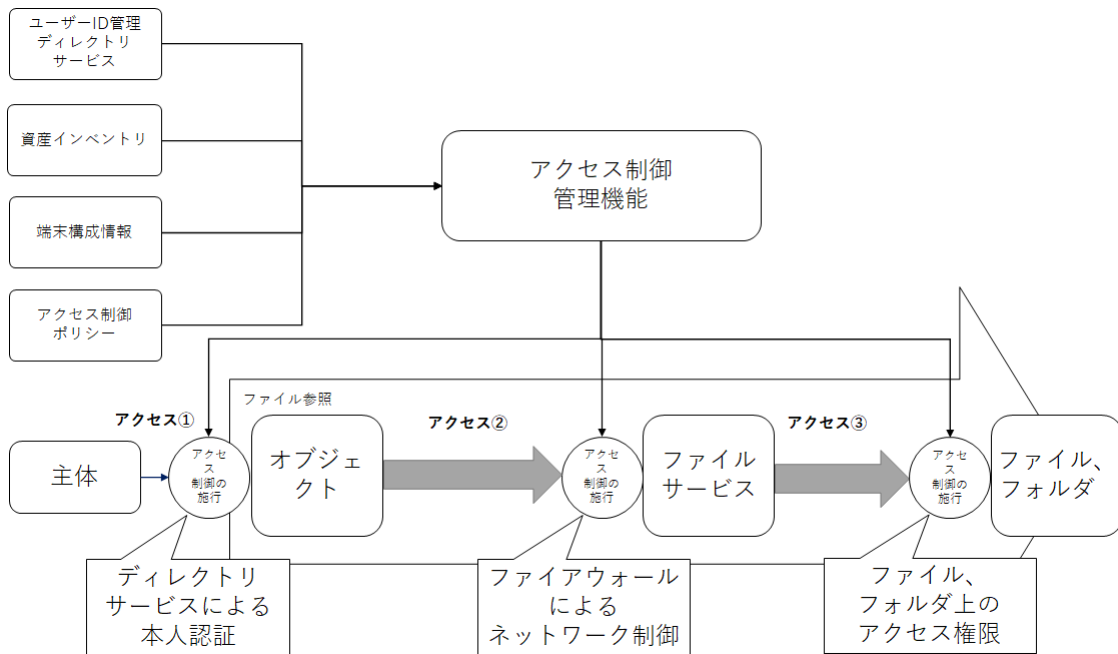 ユーザーID管理
ディレクトリ
サービス
資産インベントリ
端末構成情報
アクセス制御
ポリシー
アクセス制御
管理機能
アクセス①
ファイル参照
アクセス②
アクセス③
主体
アクセ
ス
制御の
施行
オブジェ
クト
アクセ
ス
制御の
施行
ファイル
サービス
アクセ
ス
制御の
施行
ファイル、
フォルダ
ディレクトリ
サービスによる
本人認証
ファイアウォール
による
ネットワーク制御
ファイル、
フォルダ上の
アクセス権限